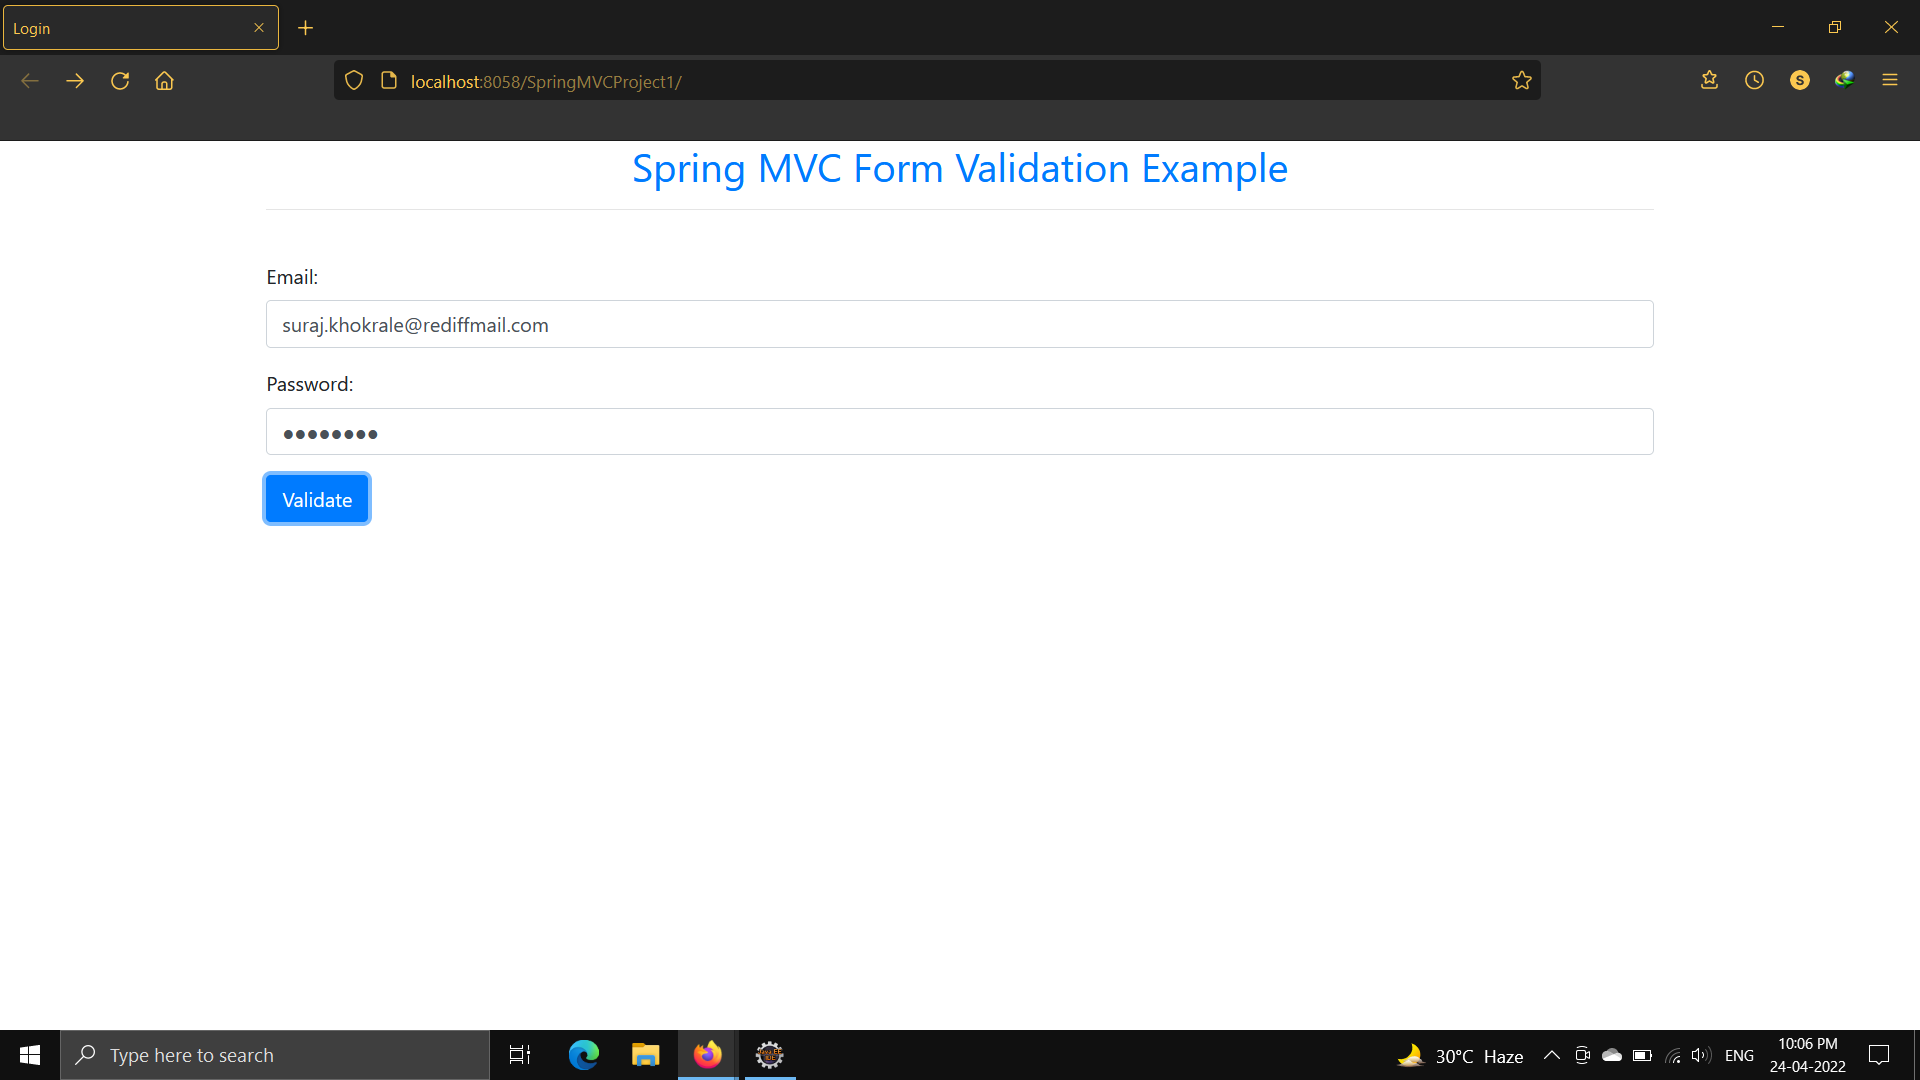 Login
localhost:8058/SpringMVCProject1/
S
Spring MVC Form Validation Example
Email:
suraj.khokrale@rediffmail.com
Password:
Validate
Type here to search
30°C Haze
ENG
10:06 PM
24-04-2022